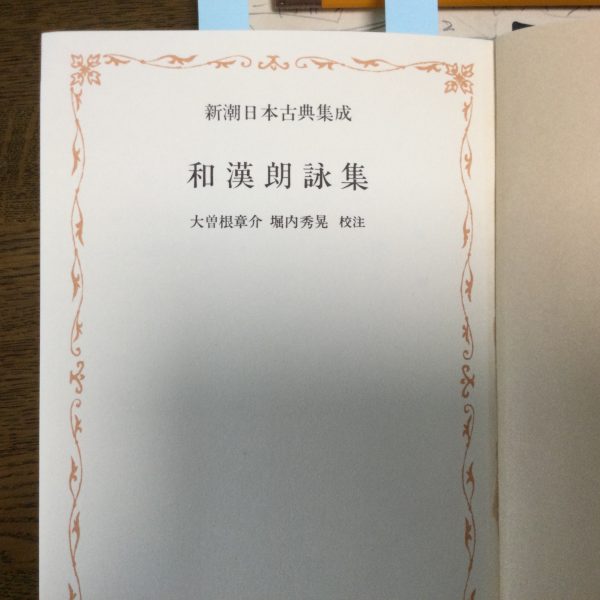 新潮日本古典集成
和漢朗詠集
大曽根章介 堀内秀晃 校注